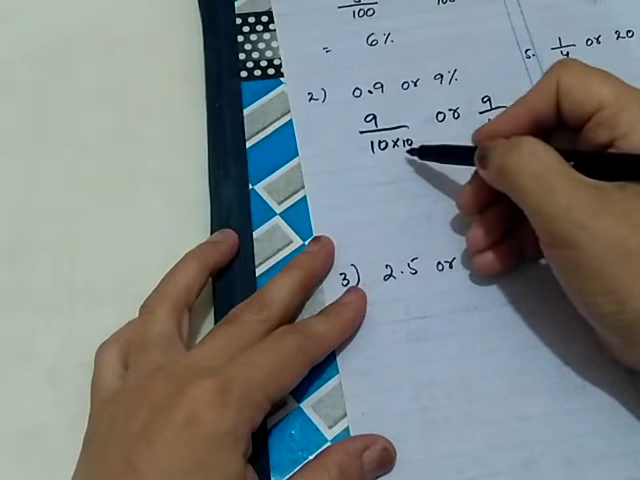 100
= 6%
5. 1/4 or 20
2) 0.9 or 9%
9/10×10 or 9
3) 2.5 or